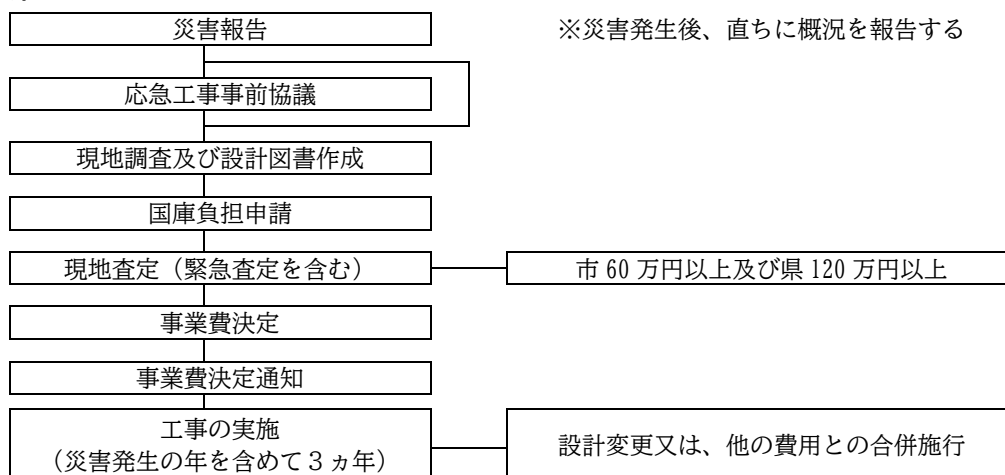 災害報告
※災害発生後、直ちに概況を報告する
応急工事事前協議
現地調査及び設計図書作成
国庫負担申請
現地査定（緊急査定を含む）
市 60 万円以上及び県 120 万円以上
事業費決定
事業費決定通知
工事の実施
（災害発生の年を含めて３ヵ年）
設計変更又は、他の費用との合併施行